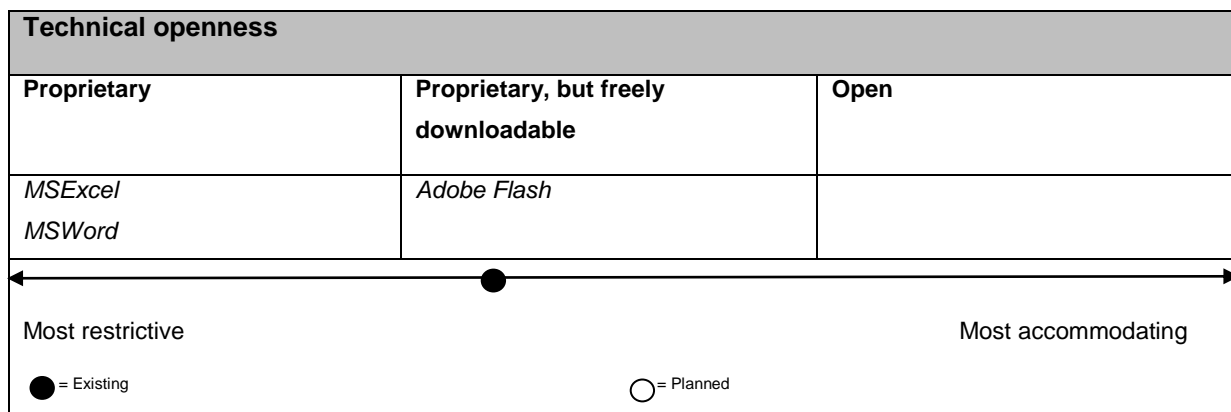 Technical openness
Proprietary
Proprietary, but freely
downloadable
Open
MSExcel
MSWord
Adobe Flash
Most restrictive
Most accommodating
= Existing
= Planned